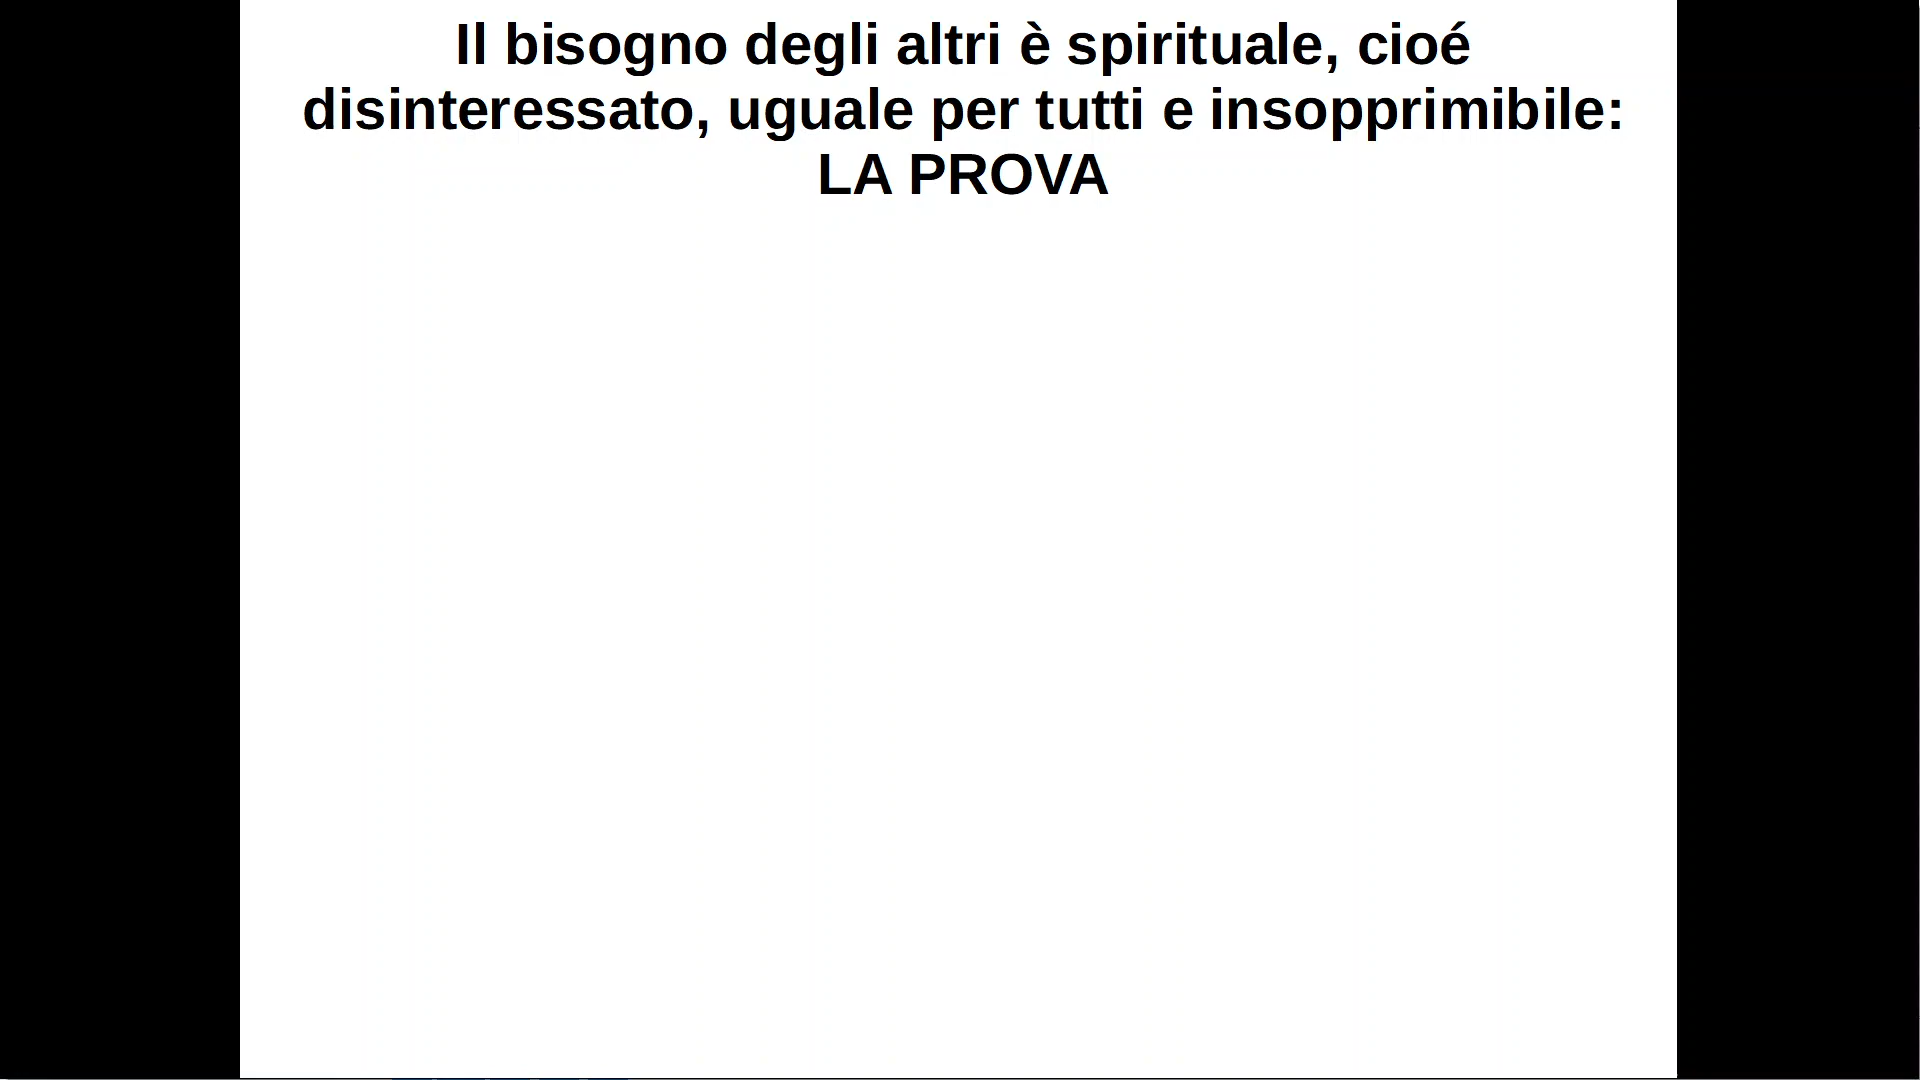 Il bisogno degli altri è spirituale, cioé
disinteressato, uguale per tutti e insopprimibile:
LA PROVA